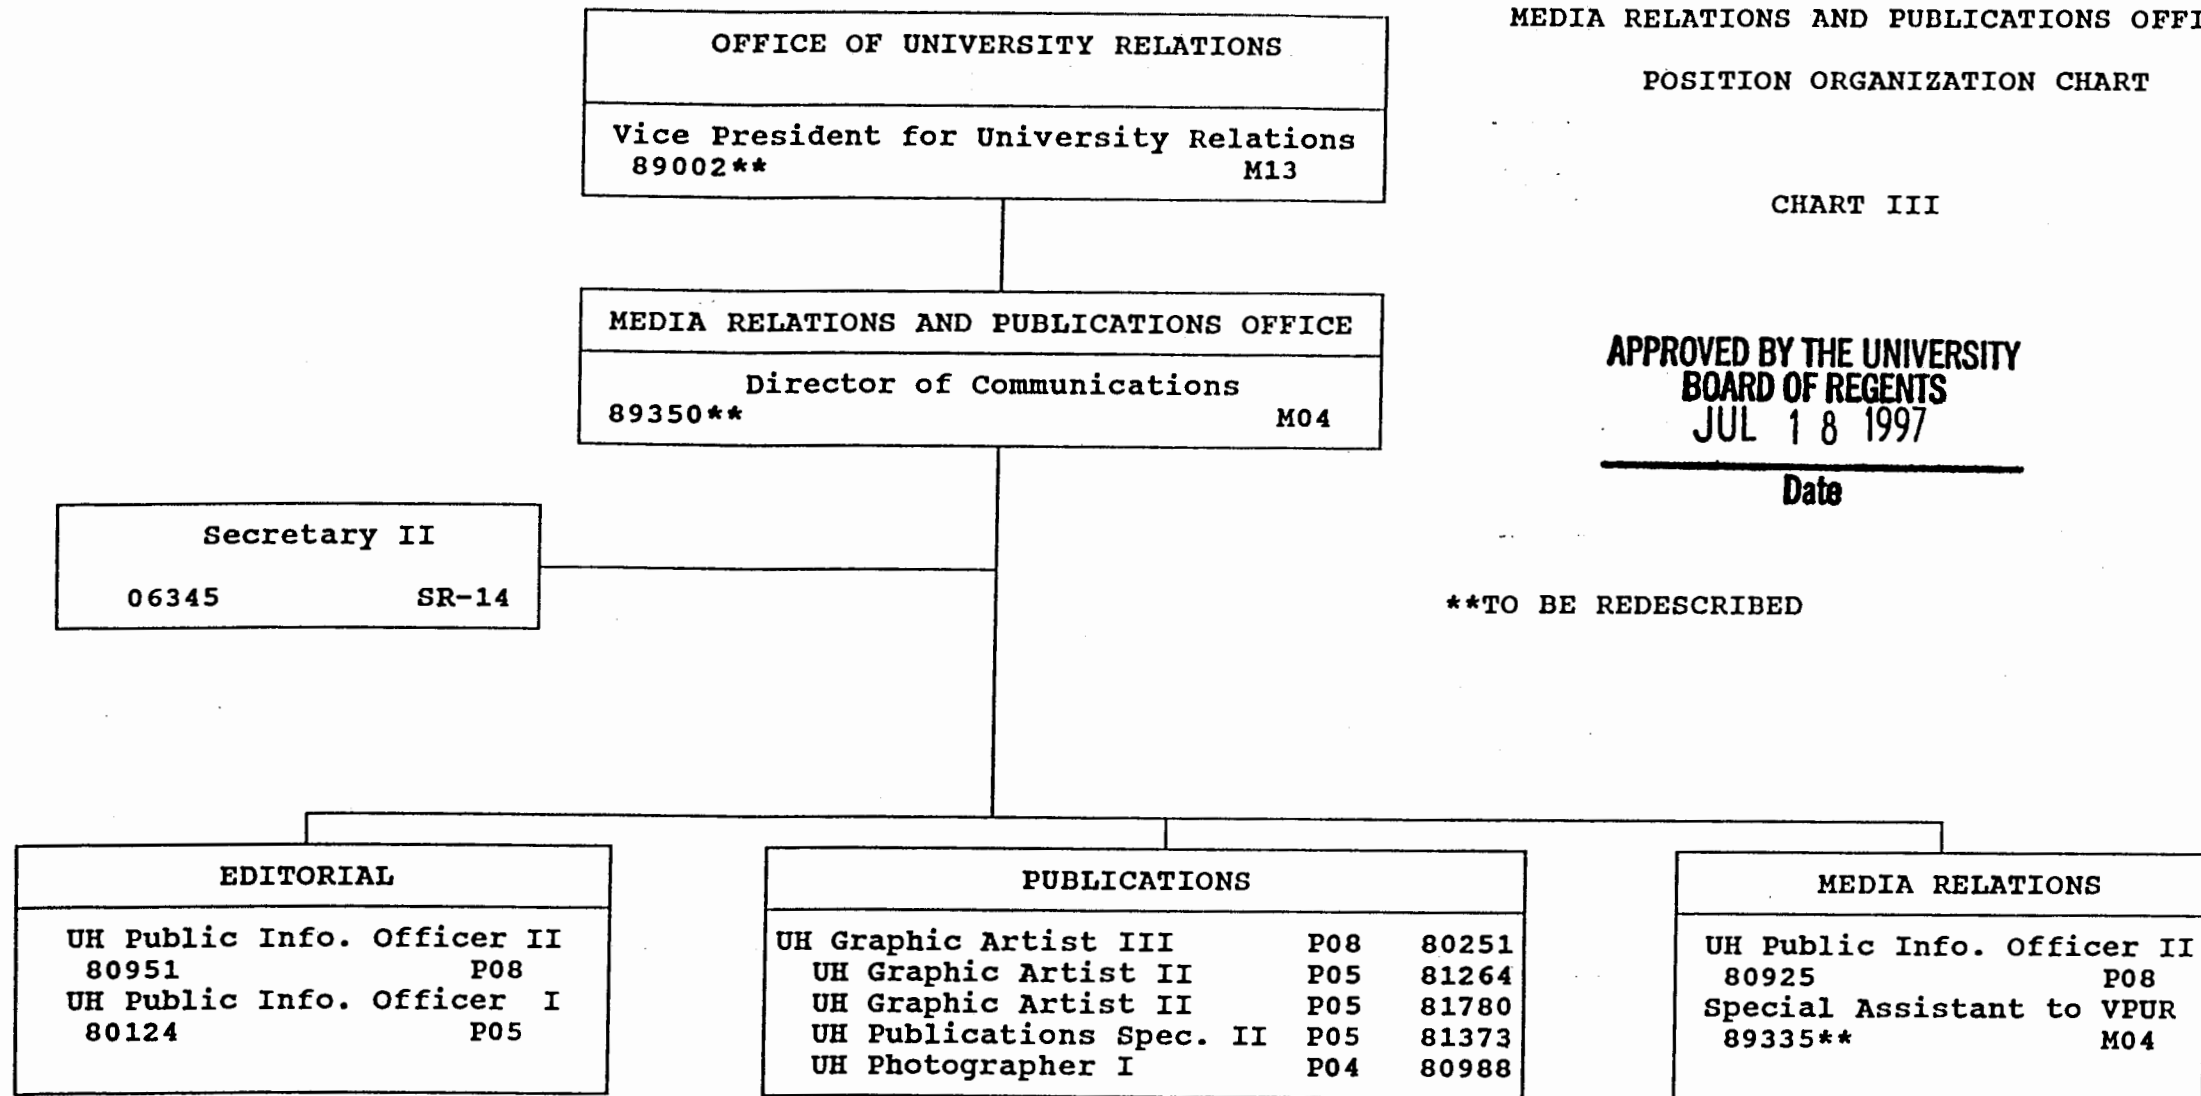 MEDIA RELATIONS AND PUBLICATIONS OFFI
POSITION ORGANIZATION CHART
CHART III
OFFICE OF UNIVERSITY RELATIONS
Vice President for University Relations
89002** M13
MEDIA RELATIONS AND PUBLICATIONS OFFICE
Director of Communications
89350** M04
APPROVED BY THE UNIVERSITY
BOARD OF REGENTS
JUL 18 1997
Date
Secretary II
06345 SR-14
**TO BE REDESCRIBED
EDITORIAL
UH Public Info. Officer II
80951 P08
UH Public Info. Officer I
80124 P05
PUBLICATIONS
UH Graphic Artist III P08 80251
UH Graphic Artist II P05 81264
UH Graphic Artist II P05 81780
UH Publications Spec. II P05 81373
UH Photographer I P04 80988
MEDIA RELATIONS
UH Public Info. Officer II
80925 P08
Special Assistant to VPUR
89335** M04